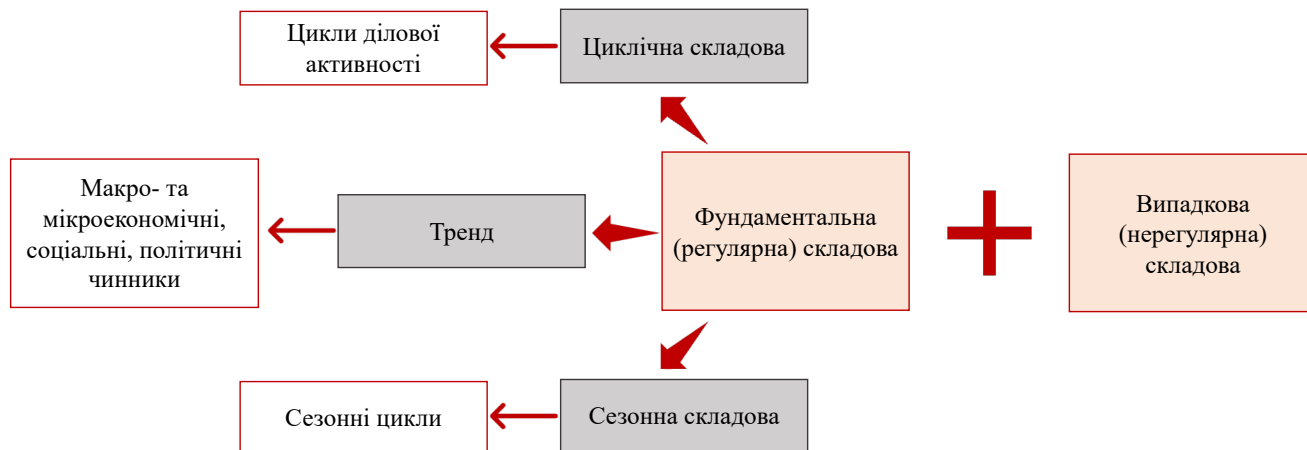 Цикли ділової
активності
Циклічна складова
Макро- та
мікроекономічні,
соціальні, політичні
чинники
Тренд
Фундаментальна
(регулярна) складова
Випадкова
(нерегулярна)
складова
Сезонні цикли
Сезонна складова